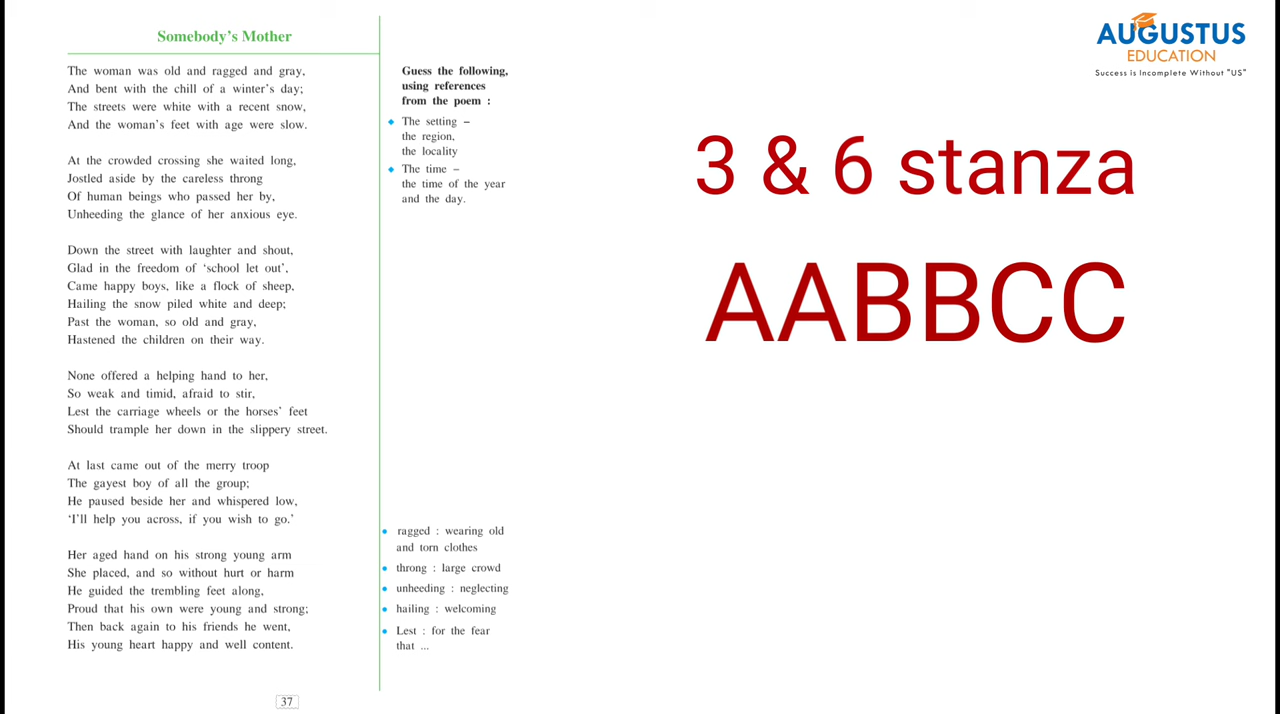 Somebody's Mother
The woman was old and ragged and gray,
And bent with the chill of a winter's day;
The streets were white with a recent snow,
And the woman's feet with age were slow.
At the crowded crossing she waited long,
Jostled aside by the careless throng
Of human beings who passed her by,
Unheeding the glance of her anxious eye.
Down the street with laughter and shout,
Glad in the freedom of ‘school let out’,
Came happy boys, like a flock of sheep,
Hailing the snow piled white and deep;
Past the woman, so old and gray,
Hastened the children on their way.
None offered a helping hand to her,
So weak and timid, afraid to stir,
Lest the carriage wheels or the horses’ feet
Should trample her down in the slippery street.
At last came out of the merry troop
The gayest boy of all the group;
He paused beside her and whispered low,
‘I’ll help you across, if you wish to go.’
Her aged hand on his strong young arm
She placed, and so without hurt or harm
He guided the trembling feet along,
Proud that his own were young and strong;
Then back again to his friends he went,
His young heart happy and well content.
37
Guess the following,
using references
from the poem :
◆ The setting –
the region,
the locality
◆ The time –
the time of the year
and the day.
• ragged : wearing old
and torn clothes
• throng : large crowd
• unheeding : neglecting
• hailing : welcoming
• Lest : for the fear
that ...
AUGUSTUS
EDUCATION
Success is Incomplete Without "US"
3 & 6 stanza
AABBCC